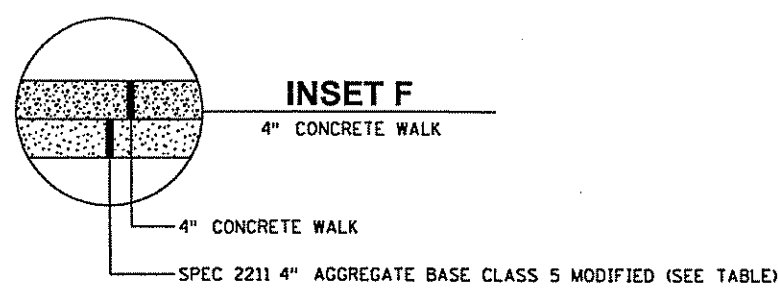 INSET F
4" CONCRETE WALK
4" CONCRETE WALK
SPEC 2211 4" AGGREGATE BASE CLASS 5 MODIFIED (SEE TABLE)